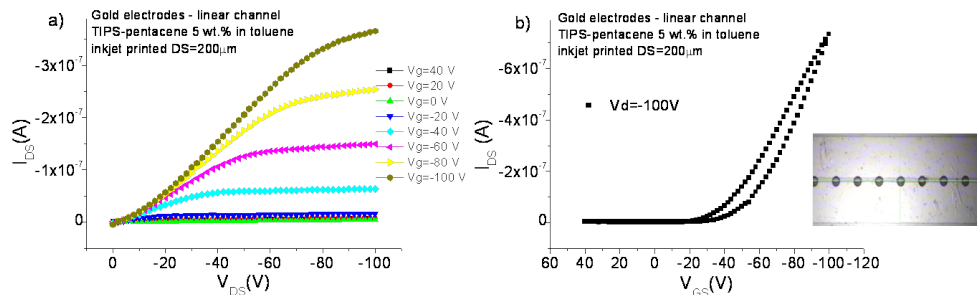 a)
Gold electrodes - linear channel
TIPS-pentacene 5 wt.% in toluene
inkjet printed DS=200μm
-3x10⁻⁷
-2x10⁻⁷
-1x10⁻⁷
0
I_DS(A)
Vg=40 V
Vg=20 V
Vg=0 V
Vg=-20 V
Vg=-40 V
Vg=-60 V
Vg=-80 V
Vg=-100 V
0 -20 -40 -60 -80 -100
V_DS(V)
b)
Gold electrodes - linear channel
TIPS-pentacene 5 wt.% in toluene
inkjet printed DS=200μm
-6x10⁻⁷
-4x10⁻⁷
-2x10⁻⁷
0
I_DS(A)
Vd=-100V
60 40 20 0 -20 -40 -60 -80 -100 -120
V_GS(V)